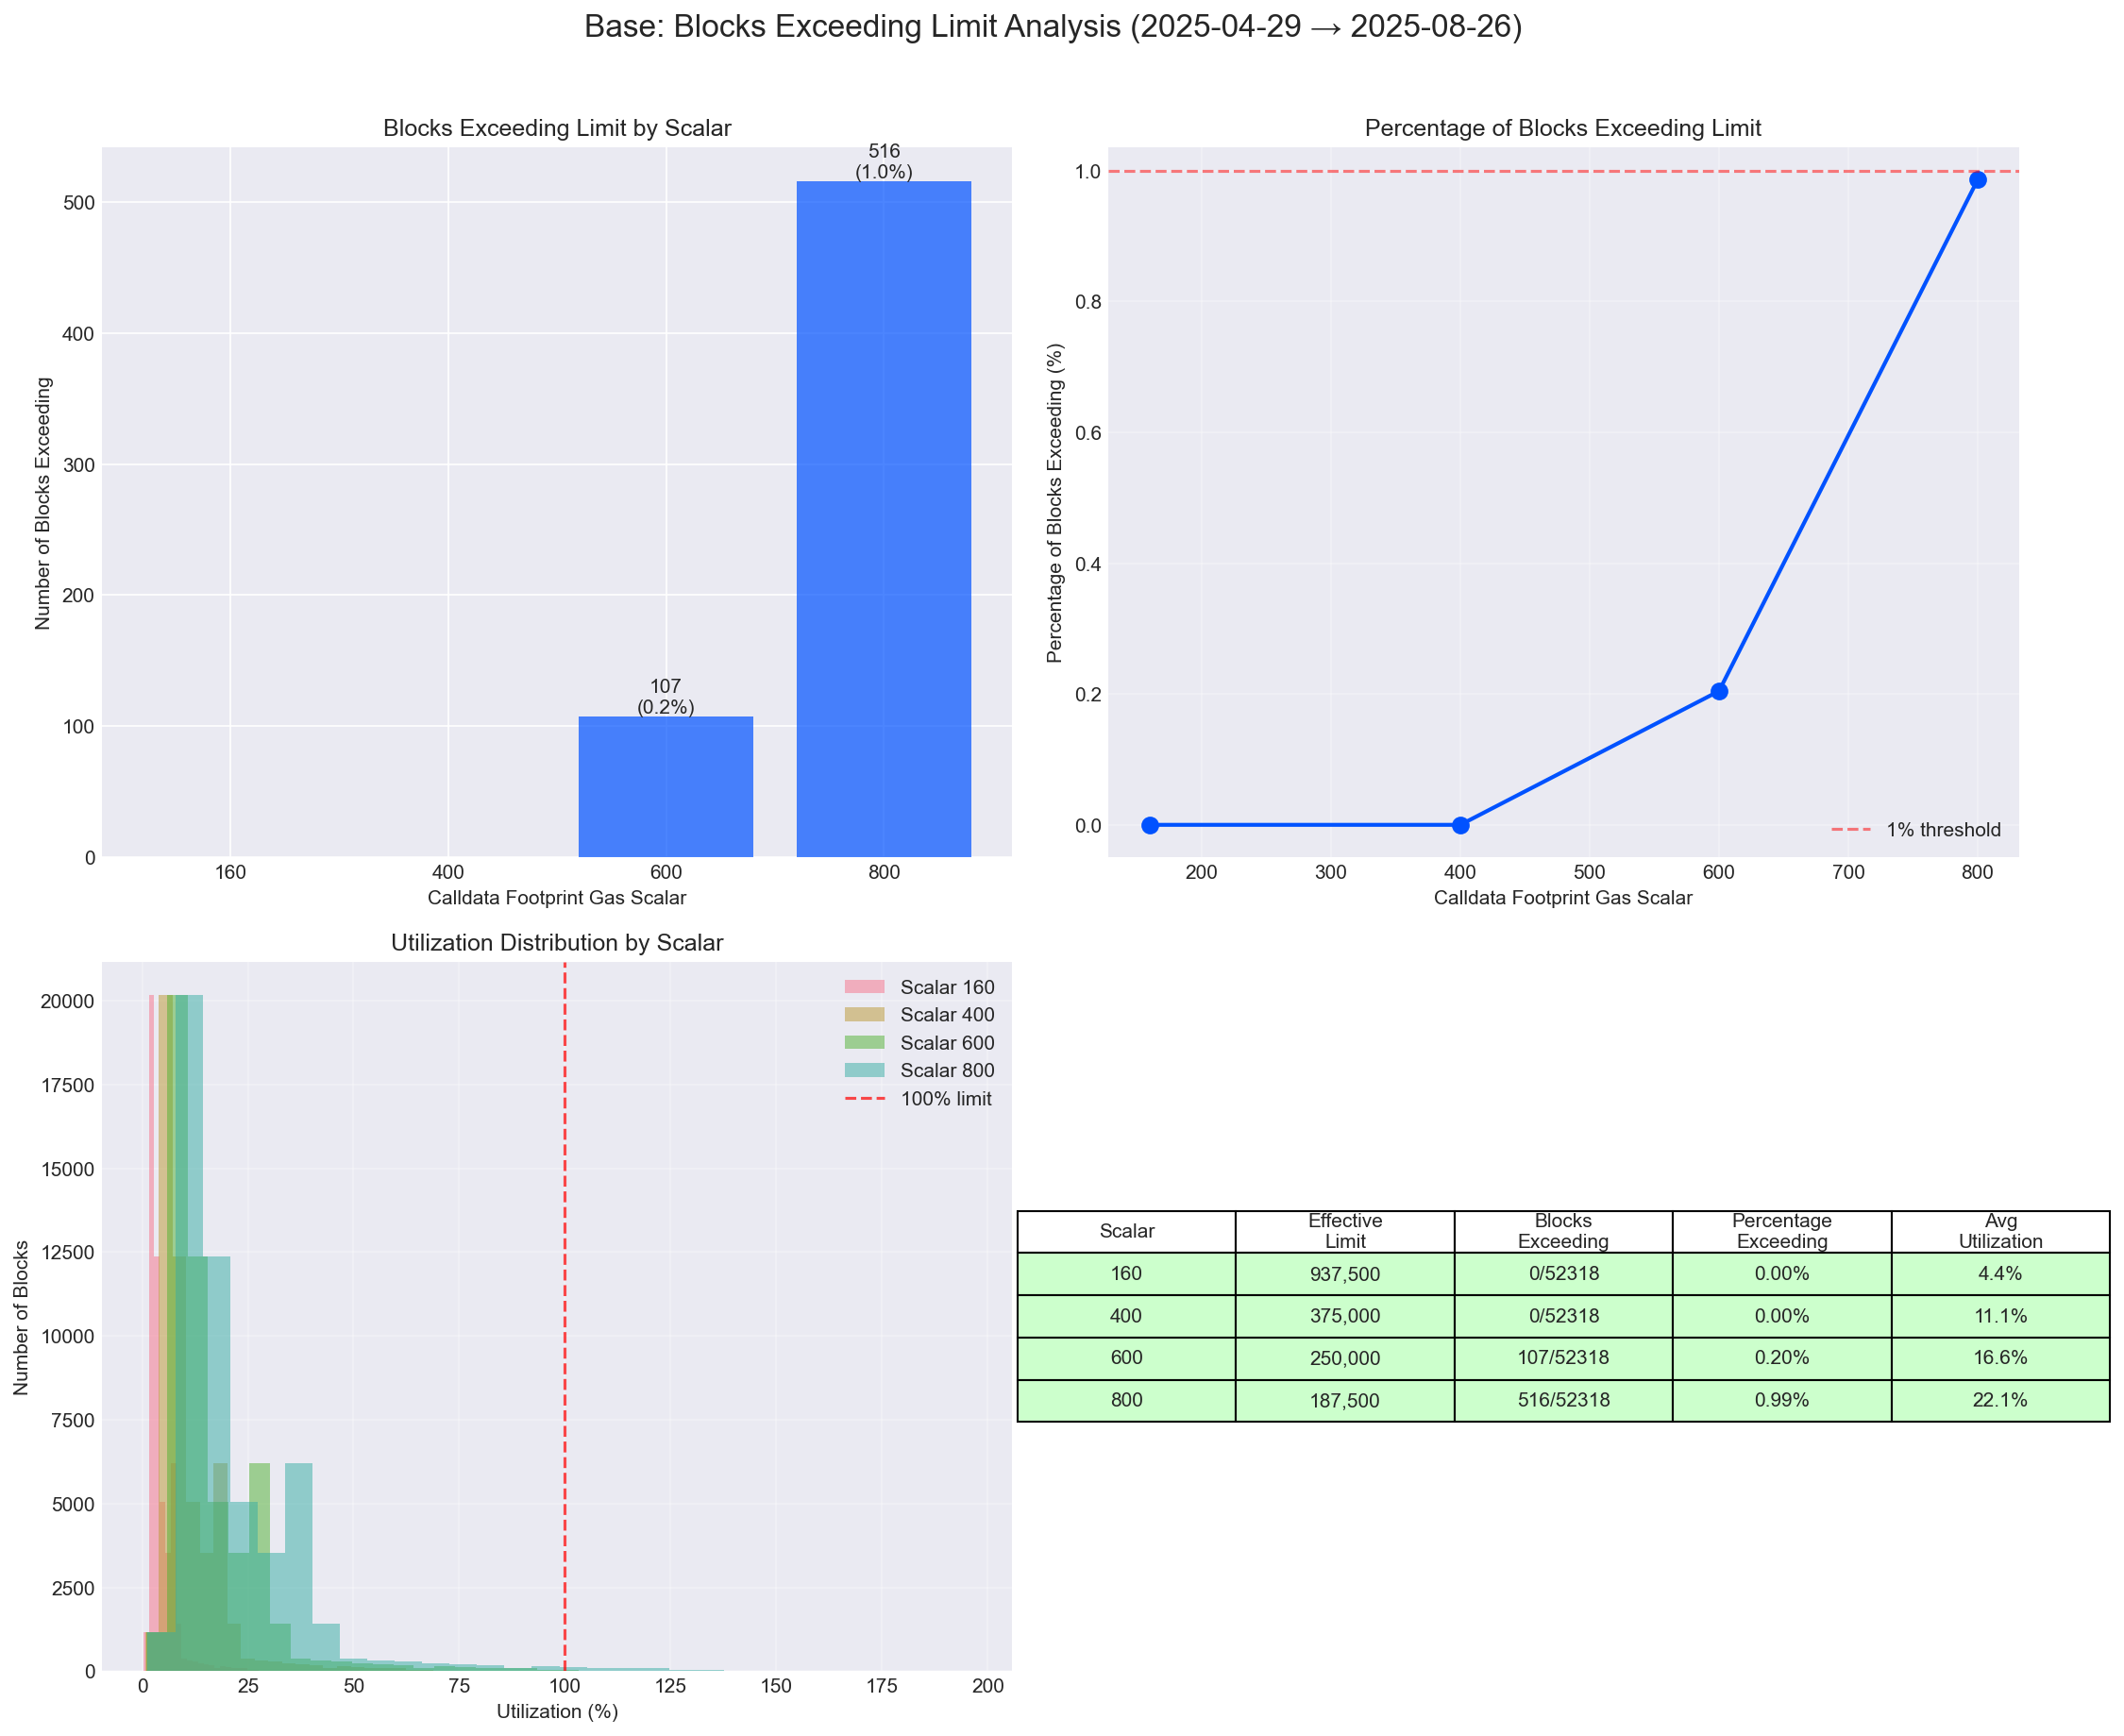 Base: Blocks Exceeding Limit Analysis (2025-04-29 → 2025-08-26)
Blocks Exceeding Limit by Scalar
516
(1.0%)
107
(0.2%)
500
400
300
200
100
0
Number of Blocks Exceeding
160 400 600 800
Calldata Footprint Gas Scalar
Percentage of Blocks Exceeding Limit
1.0
0.8
0.6
0.4
0.2
0.0
Percentage of Blocks Exceeding (%)
1% threshold
200 300 400 500 600 700 800
Calldata Footprint Gas Scalar
Utilization Distribution by Scalar
Scalar 160
Scalar 400
Scalar 600
Scalar 800
100% limit
20000
17500
15000
12500
10000
7500
5000
2500
0
Number of Blocks
0 25 50 75 100 125 150 175 200
Utilization (%)
Scalar Effective Limit Blocks Exceeding Percentage Exceeding Avg Utilization
160 937,500 0/52318 0.00% 4.4%
400 375,000 0/52318 0.00% 11.1%
600 250,000 107/52318 0.20% 16.6%
800 187,500 516/52318 0.99% 22.1%